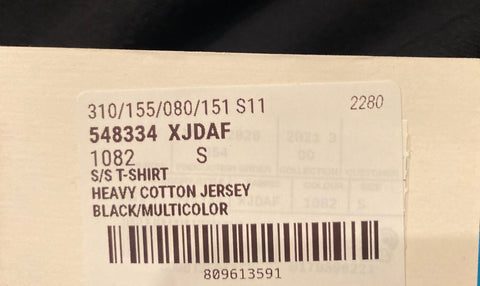 310/155/080/151 S11 2280
548334 XJDAF
1082 S
S/S T-SHIRT
HEAVY COTTON JERSEY
BLACK/MULTICOLOR
809613591